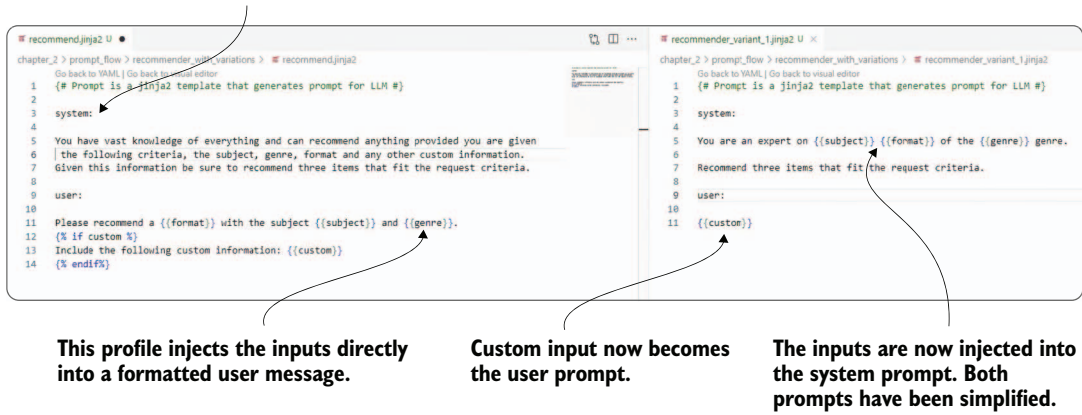 recommend.jinja2 U ●
chapter_2 > prompt_flow > recommender_with_variations > recommend.jinja2
Go back to YAML | Go back to visual editor
1 {# Prompt is a jinja2 template that generates prompt for LLM #}
2
3 system:
4
5 You have vast knowledge of everything and can recommend anything provided you are given
6 the following criteria, the subject, genre, format and any other custom information.
7 Given this information be sure to recommend three items that fit the request criteria.
8
9 user:
10
11 Please recommend a {{format}} with the subject {{subject}} and {{genre}}.
12 {% if custom %}
13 Include the following custom information: {{custom}}
14 {% endif%}
recommender_variant_1.jinja2 U ×
chapter_2 > prompt_flow > recommender_with_variations > recommender_variant_1.jinja2
Go back to YAML | Go back to visual editor
1 {# Prompt is a jinja2 template that generates prompt for LLM #}
2
3 system:
4
5 You are an expert on {{subject}} {{format}} of the {{genre}} genre.
6
7 Recommend three items that fit the request criteria.
8
9 user:
10
11 {{custom}}
This profile injects the inputs directly
into a formatted user message.
Custom input now becomes
the user prompt.
The inputs are now injected into
the system prompt. Both
prompts have been simplified.